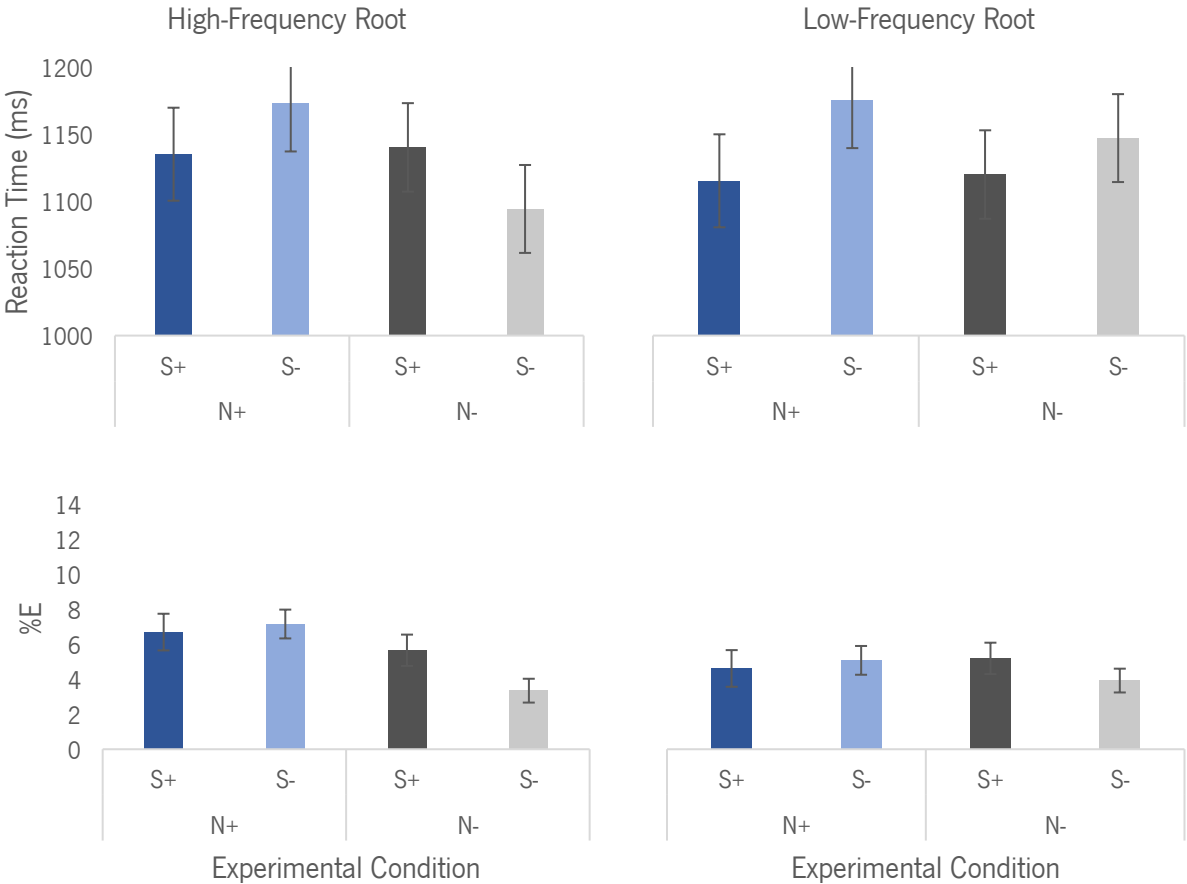 High-Frequency Root
Low-Frequency Root
Reaction Time (ms)
1200
1150
1100
1050
1000
S+ S- S+ S-
N+ N-
S+ S- S+ S-
N+ N-
%E
14
12
10
8
6
4
2
0
S+ S- S+ S-
N+ N-
Experimental Condition
S+ S- S+ S-
N+ N-
Experimental Condition